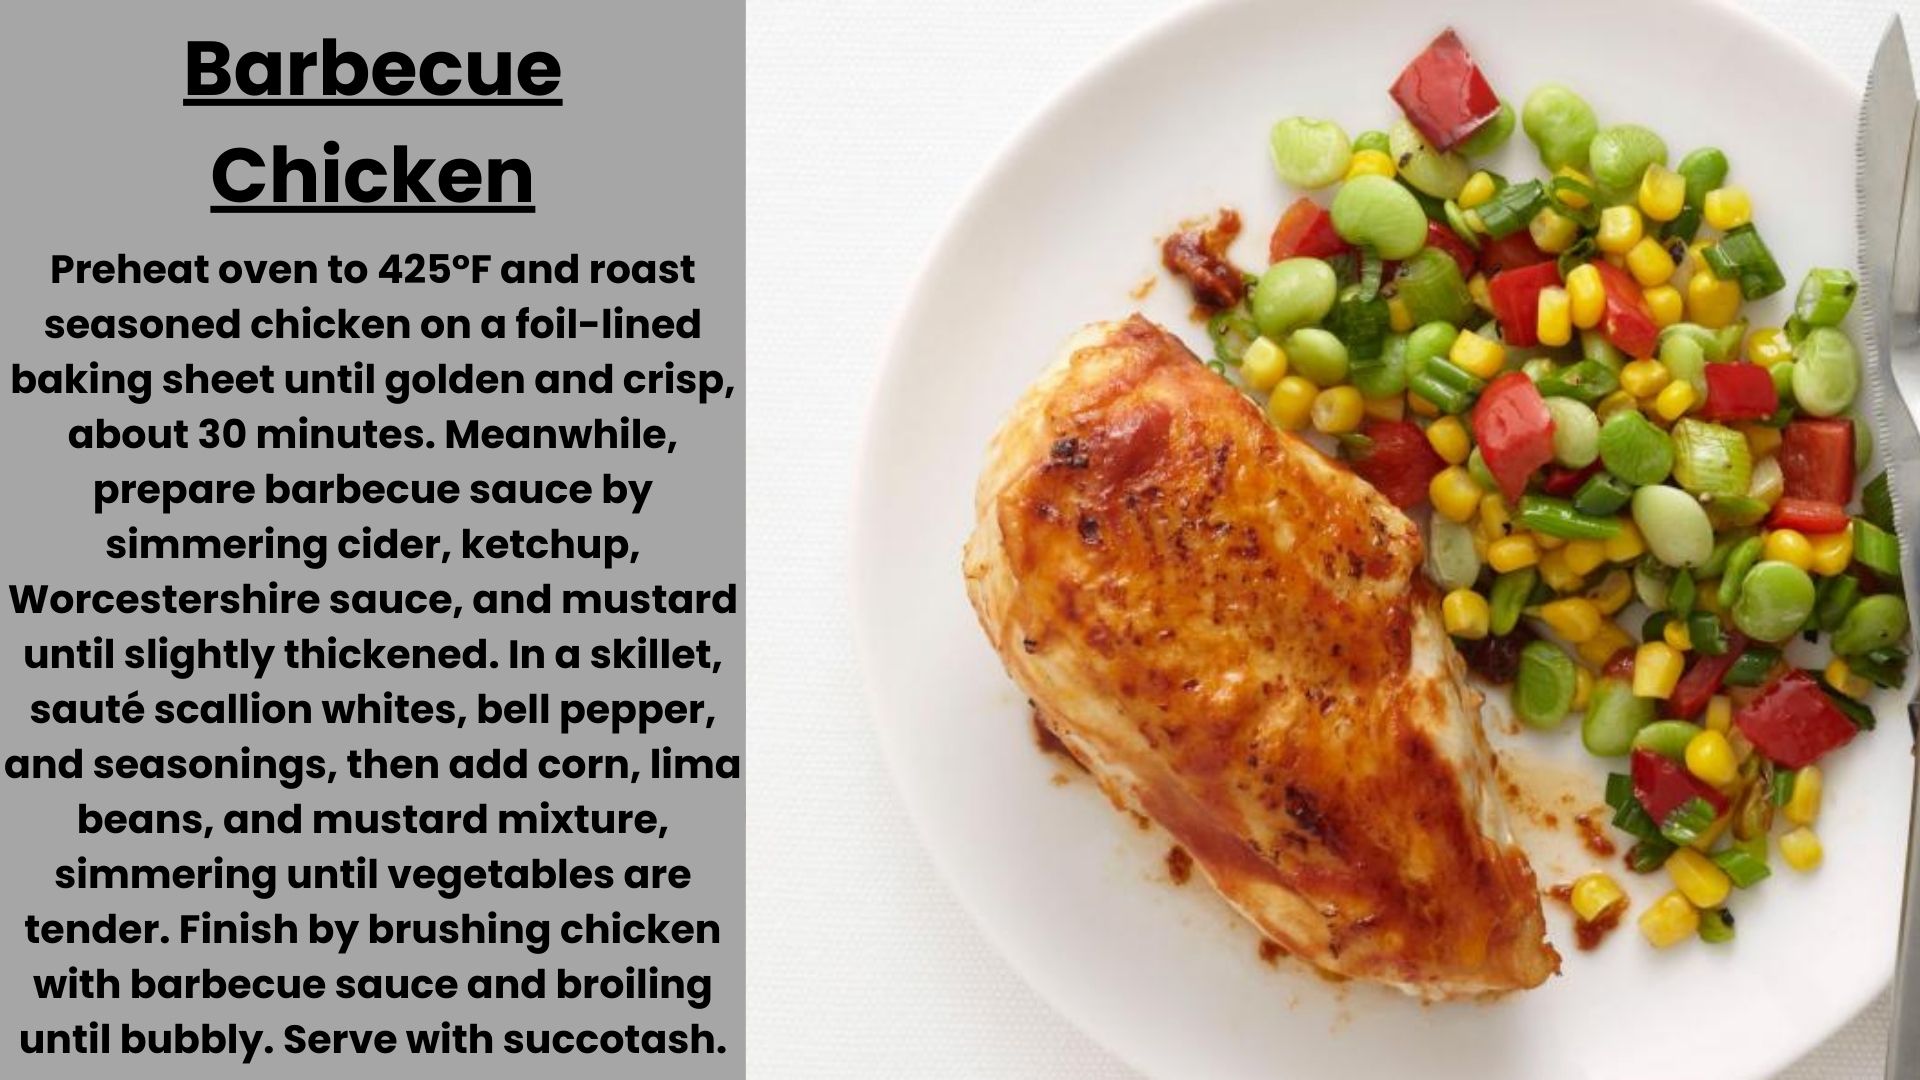 Barbecue
Chicken
Preheat oven to 425°F and roast
seasoned chicken on a foil-lined
baking sheet until golden and crisp,
about 30 minutes. Meanwhile,
prepare barbecue sauce by
simmering cider, ketchup,
Worcestershire sauce, and mustard
until slightly thickened. In a skillet,
sauté scallion whites, bell pepper,
and seasonings, then add corn, lima
beans, and mustard mixture,
simmering until vegetables are
tender. Finish by brushing chicken
with barbecue sauce and broiling
until bubbly. Serve with succotash.